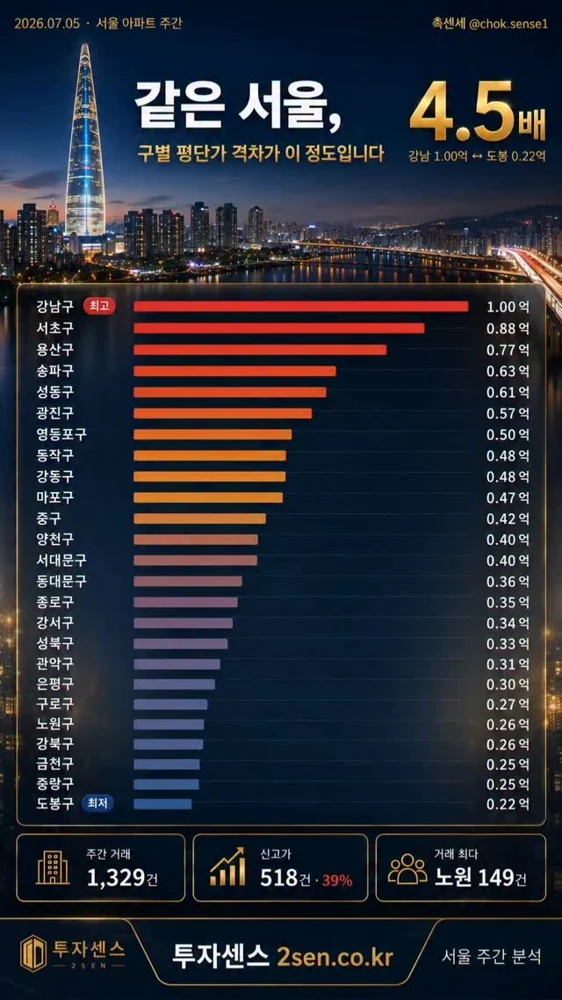 2026.07.05 · 서울 아파트 주간
촉센세 @chok.sense1
같은 서울,
구별 평단가 격차가 이 정도입니다
4.5배
강남 1.00억 ↔ 도봉 0.22억
강남구 최고 1.00억
서초구 0.88억
용산구 0.77억
송파구 0.63억
성동구 0.61억
광진구 0.57억
영등포구 0.50억
동작구 0.48억
강동구 0.48억
마포구 0.47억
중구 0.42억
양천구 0.40억
서대문구 0.40억
동대문구 0.36억
종로구 0.35억
강서구 0.34억
성북구 0.33억
관악구 0.31억
은평구 0.30억
구로구 0.27억
노원구 0.26억
강북구 0.26억
금천구 0.25억
중랑구 0.25억
도봉구 최저 0.22억
주간 거래
1,329건
신고가
518건 · 39%
거래 최다
노원 149건
투자센스
2SEN
투자센스 2sen.co.kr
서울 주간 분석